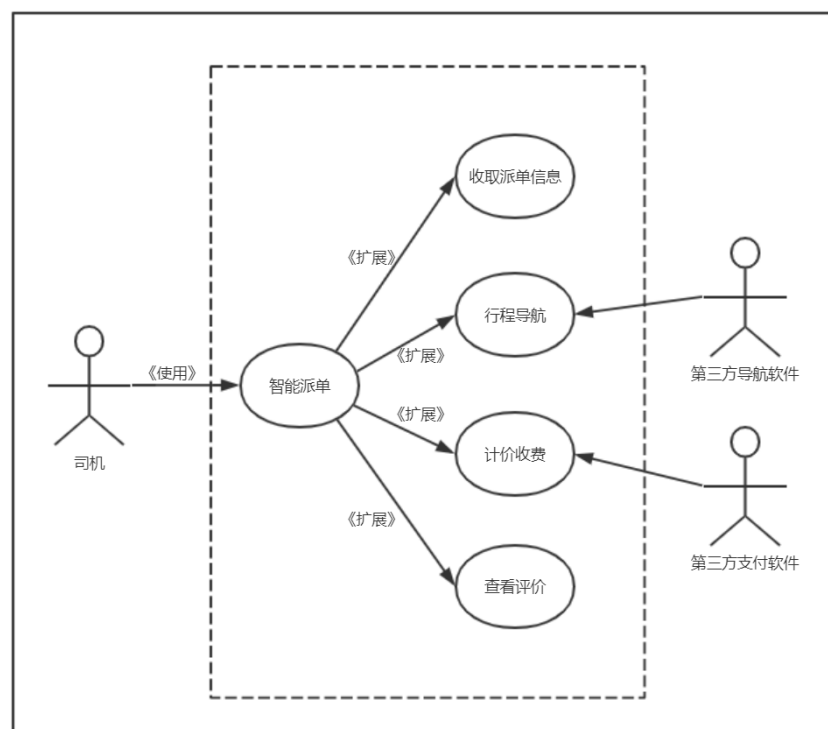 收取派单信息
《扩展》
行程导航
《扩展》
第三方导航软件
《使用》
智能派单
《扩展》
计价收费
司机
《扩展》
第三方支付软件
查看评价